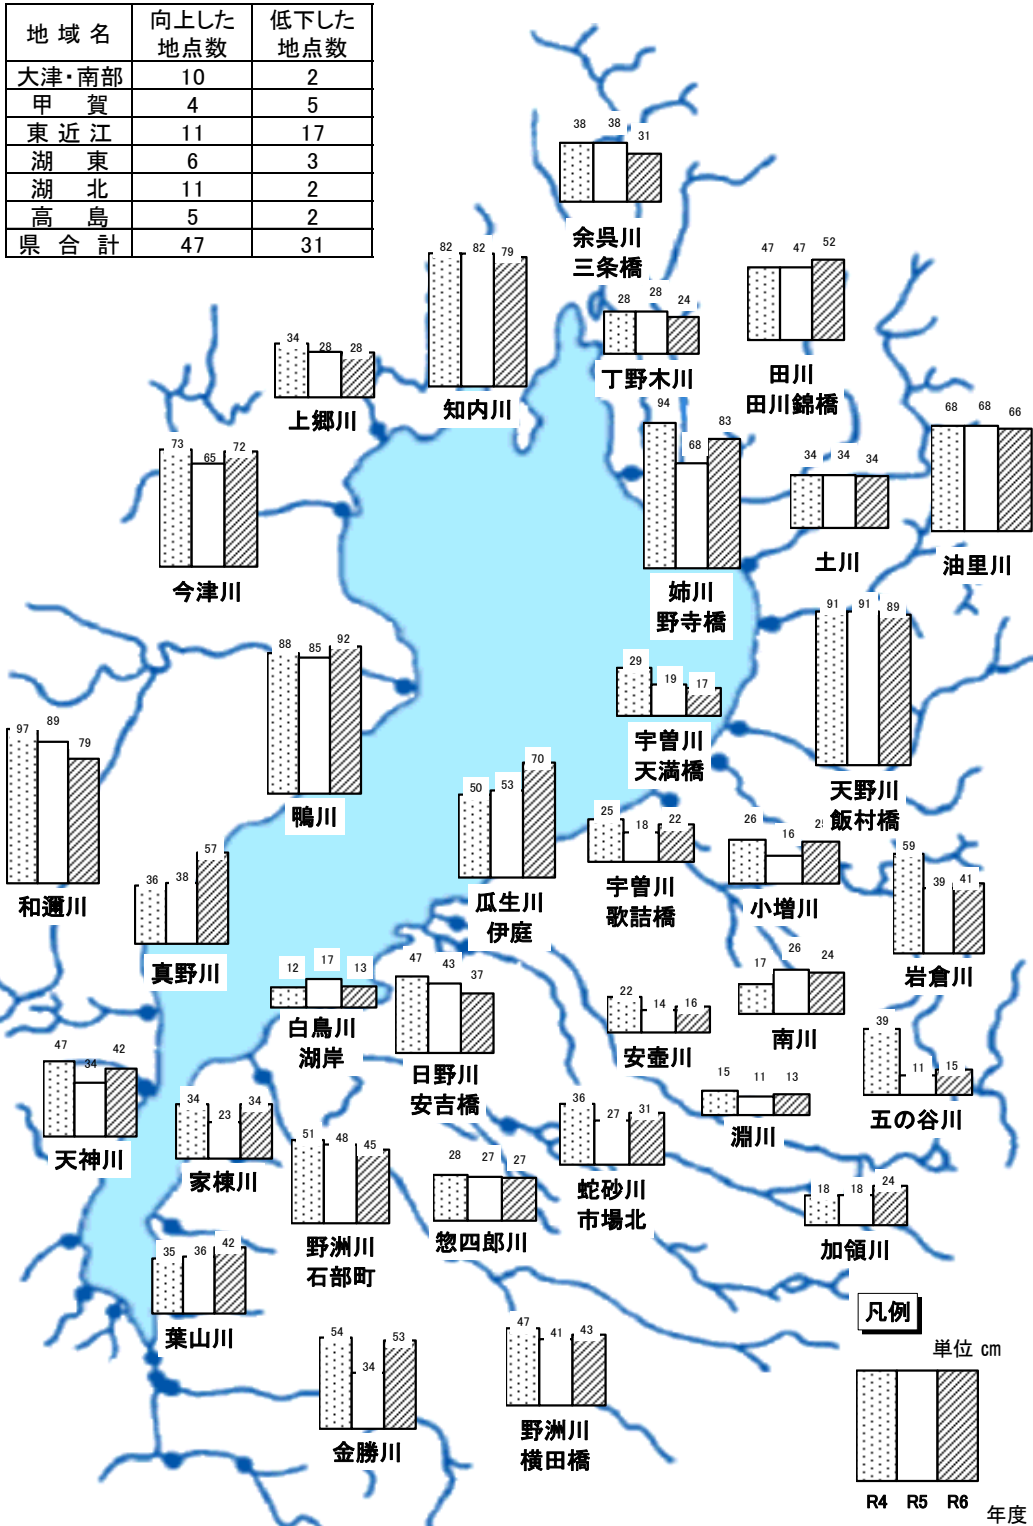 地域名 向上した地点数 低下した地点数
大津・南部 10 2
甲賀 4 5
東近江 11 17
湖東 6 3
湖北 11 2
高島 5 2
県合計 47 31
38 38 31
余呉川
三条橋
82 82 79
知内川
28 28 24
丁野木川
47 47 52
田川
田川錦橋
34 28 28
上郷川
94 68 83
姉川
野寺橋
34 34 34
土川
68 68 66
油里川
73 65 72
今津川
91 91 89
天野川
飯村橋
88 85 92
鴨川
29 19 17
宇曽川
天満橋
97 89 79
和邇川
50 53 70
瓜生川
伊庭
25 18 22
宇曽川
歌詰橋
26 16 25
小増川
59 39 41
岩倉川
36 38 57
真野川
12 17 13
白鳥川
湖岸
47 43 37
日野川
安吉橋
22 14 16
安壺川
17 26 24
南川
39 11 15
五の谷川
47 34 42
天神川
34 23 34
家棟川
51 48 45
野洲川
石部町
28 27 27
惣四郎川
36 27 31
蛇砂川
市場北
15 11 13
淵川
18 18 24
加領川
35 36 42
葉山川
54 34 53
金勝川
47 41 43
野洲川
横田橋
凡例
単位 cm
R4 R5 R6
年度